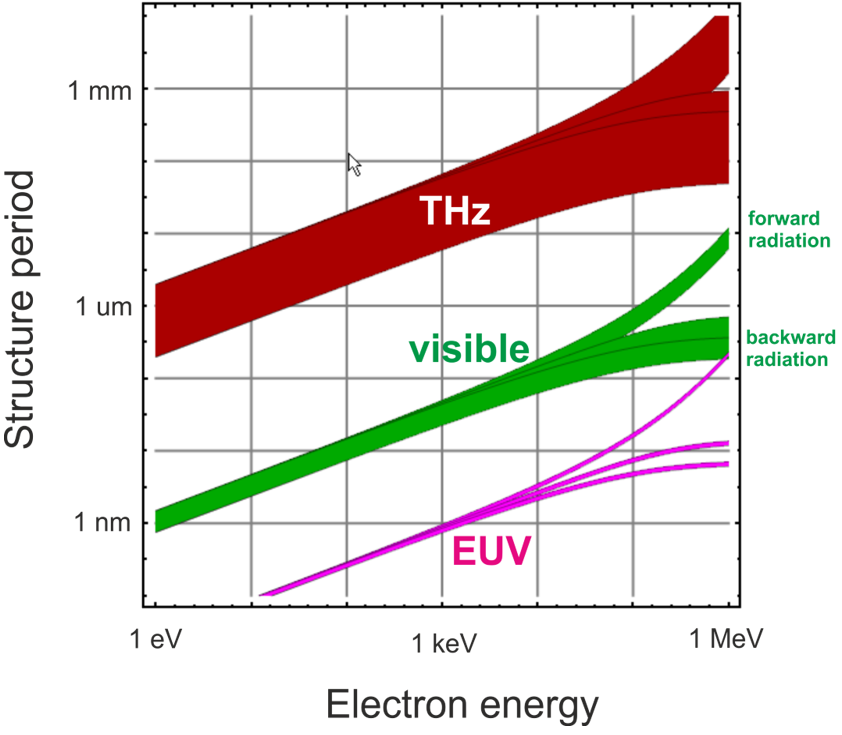 1 mm
THz
forward
radiation
Structure period
1 um
visible
backward
radiation
1 nm
EUV
1 eV
1 keV
1 MeV
Electron energy